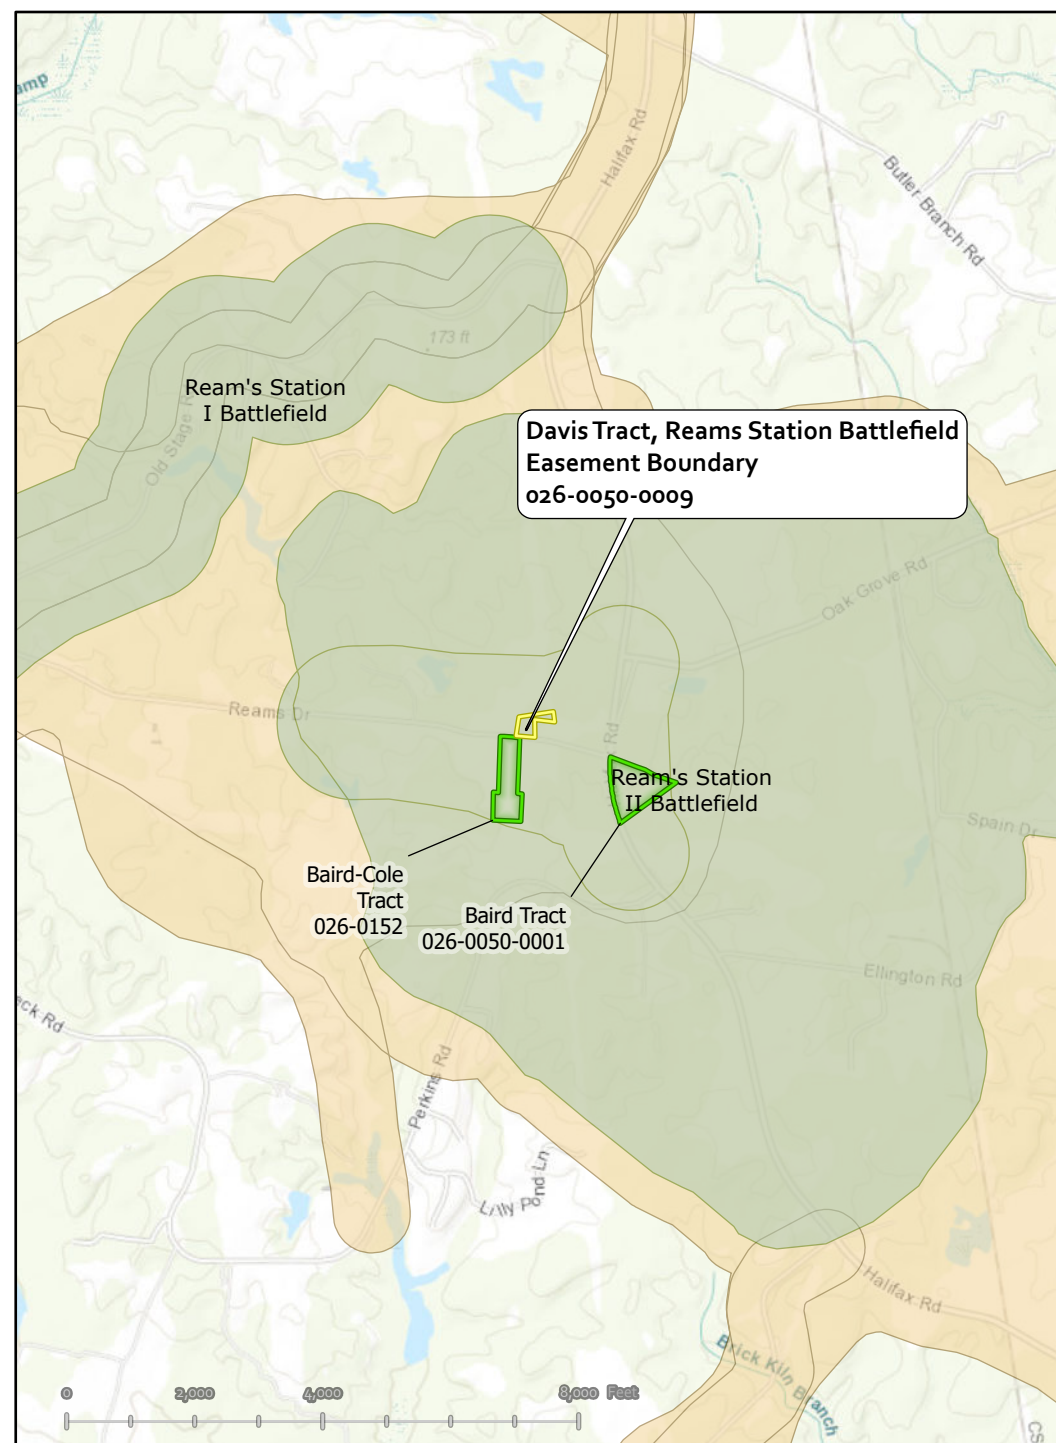 amp
Halifax Rd
Butler Branch Rd
173 ft
Ream's Station
I Battlefield
Old Stage R
Davis Tract, Reams Station Battlefield
Easement Boundary
026-0050-0009
Oak Grove Rd
Reams Dr
Rd
Ream's Station
II Battlefield
Spain Dr
Baird-Cole
Tract
026-0152
Baird Tract
026-0050-0001
Ellington Rd
eck Rd
Perkins Rd
Lilly Pond Ln
Halifax Rd
Brick Kiln Branch
0 2,000 4,000 8,000 Feet
CS